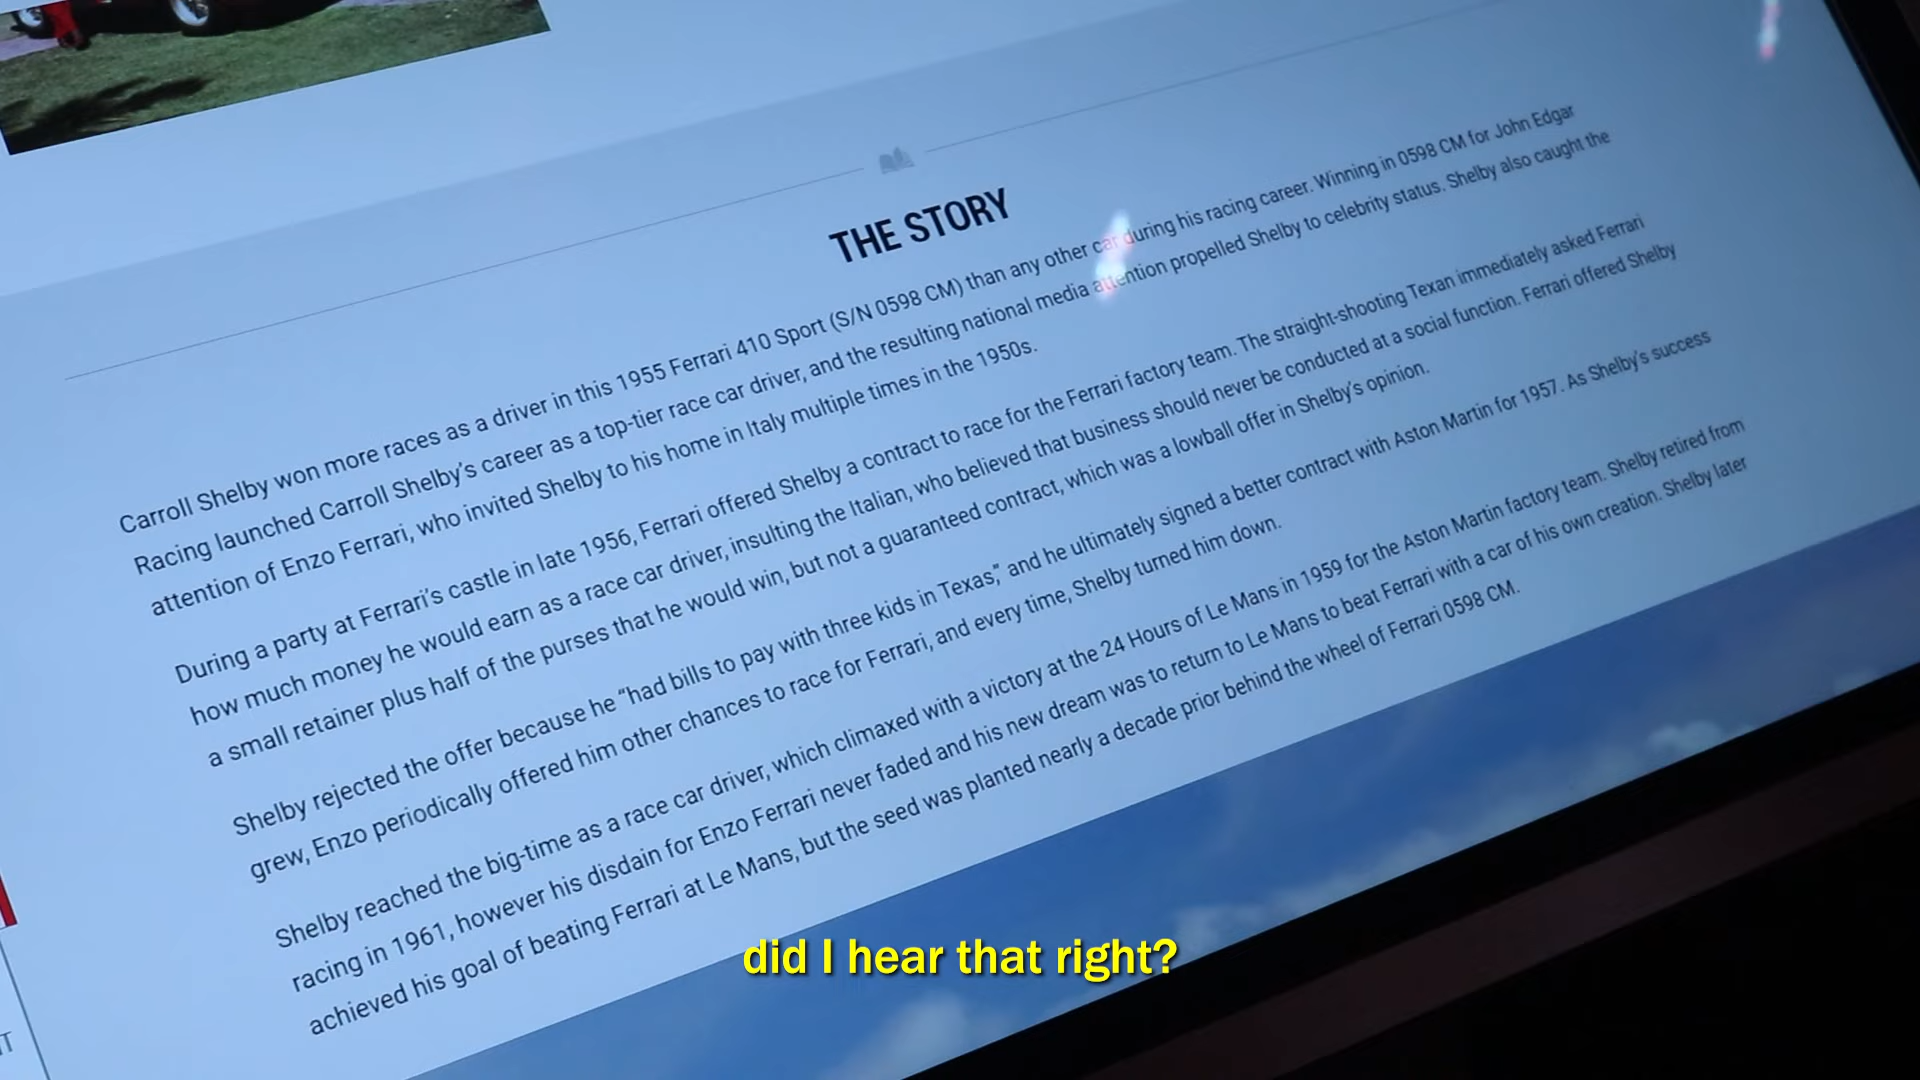 THE STORY
Carroll Shelby won more races as a driver in this 1955 Ferrari 410 Sport (S/N 0598 CM) than any other car during his racing career. Winning in 0598 CM for John Edgar
Racing launched Carroll Shelby's career as a top-tier race car driver, and the resulting national media attention propelled Shelby to celebrity status. Shelby also caught the
attention of Enzo Ferrari, who invited Shelby to his home in Italy multiple times in the 1950s.
During a party at Ferrari's castle in late 1956, Ferrari offered Shelby a contract to race for the Ferrari factory team. The straight-shooting Texan immediately asked Ferrari
how much money he would earn as a race car driver, insulting the Italian, who believed that business should never be conducted at a social function. Ferrari offered Shelby
a small retainer plus half of the purses that he would win, but not a guaranteed contract, which was a lowball offer in Shelby's opinion.
Shelby rejected the offer because he “had bills to pay with three kids in Texas”, and he ultimately signed a better contract with Aston Martin for 1957. As Shelby's success
grew, Enzo periodically offered him other chances to race for Ferrari, and every time, Shelby turned him down.
Shelby reached the big-time as a race car driver, which climaxed with a victory at the 24 Hours of Le Mans in 1959 for the Aston Martin factory team. Shelby retired from
racing in 1961, however his disdain for Enzo Ferrari never faded and his new dream was to return to Le Mans to beat Ferrari with a car of his own creation. Shelby later
achieved his goal of beating Ferrari at Le Mans, but the seed was planted nearly a decade prior behind the wheel of Ferrari 0598 CM.
did I hear that right?